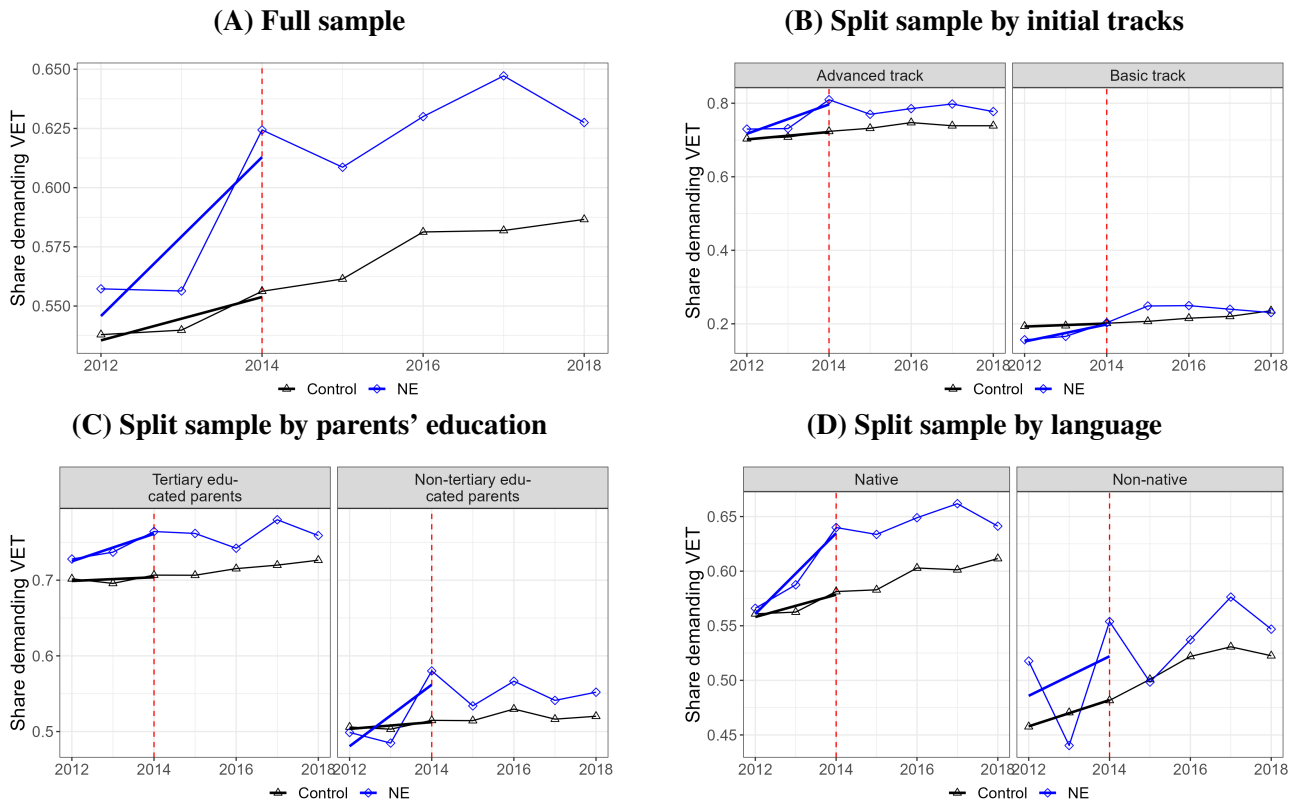 (A) Full sample
Share demanding VET
0.650
0.625
0.600
0.575
0.550
2012
2014
2016
2018
Control
NE
(B) Split sample by initial tracks
Advanced track
Basic track
Share demanding VET
0.8
0.6
0.4
0.2
2012
2014
2016
2018
2012
2014
2016
2018
Control
NE
(C) Split sample by parents' education
Tertiary edu-
cated parents
Non-tertiary edu-
cated parents
Share demanding VET
0.7
0.6
0.5
2012
2014
2016
2018
2012
2014
2016
2018
Control
NE
(D) Split sample by language
Native
Non-native
Share demanding VET
0.65
0.60
0.55
0.50
0.45
2012
2014
2016
2018
2012
2014
2016
2018
Control
NE